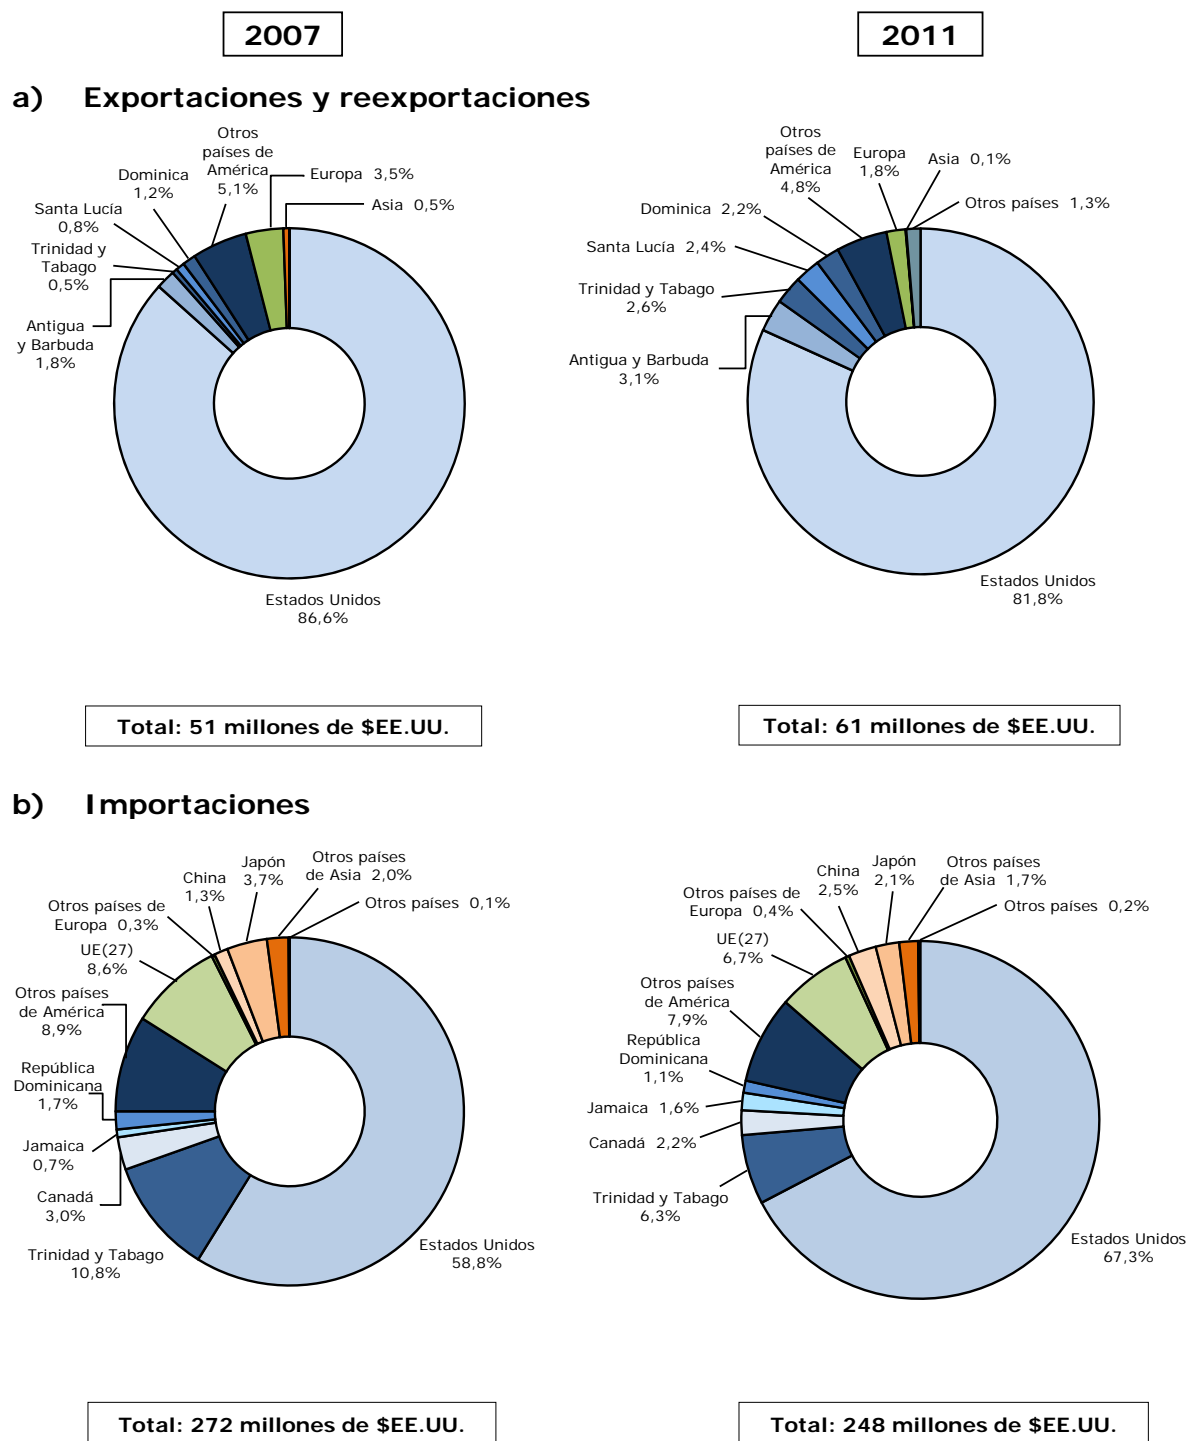 2007
2011
a) Exportaciones y reexportaciones
Otros
países de
América
5,1%
Dominica
1,2%
Europa 3,5%
Asia 0,5%
Santa Lucía
0,8%
Trinidad y
Tabago
0,5%
Antigua
y Barbuda
1,8%
Estados Unidos
86,6%
Otros
países de
América
4,8%
Europa
1,8%
Asia 0,1%
Otros países 1,3%
Dominica 2,2%
Santa Lucía 2,4%
Trinidad y Tabago
2,6%
Antigua y Barbuda
3,1%
Estados Unidos
81,8%
Total: 51 millones de $EE.UU.
Total: 61 millones de $EE.UU.
b) Importaciones
Japón
3,7%
Otros países
de Asia 2,0%
China
1,3%
Otros países 0,1%
Otros países de
Europa 0,3%
UE(27)
8,6%
Otros países
de América
8,9%
República
Dominicana
1,7%
Jamaica
0,7%
Canadá
3,0%
Trinidad y Tabago
10,8%
Estados Unidos
58,8%
Japón
2,1%
Otros países
de Asia 1,7%
China
2,5%
Otros países 0,2%
Otros países de
Europa 0,4%
UE(27)
6,7%
Otros países
de América
7,9%
República
Dominicana
1,1%
Jamaica 1,6%
Canadá 2,2%
Trinidad y Tabago
6,3%
Estados Unidos
67,3%
Total: 272 millones de $EE.UU.
Total: 248 millones de $EE.UU.